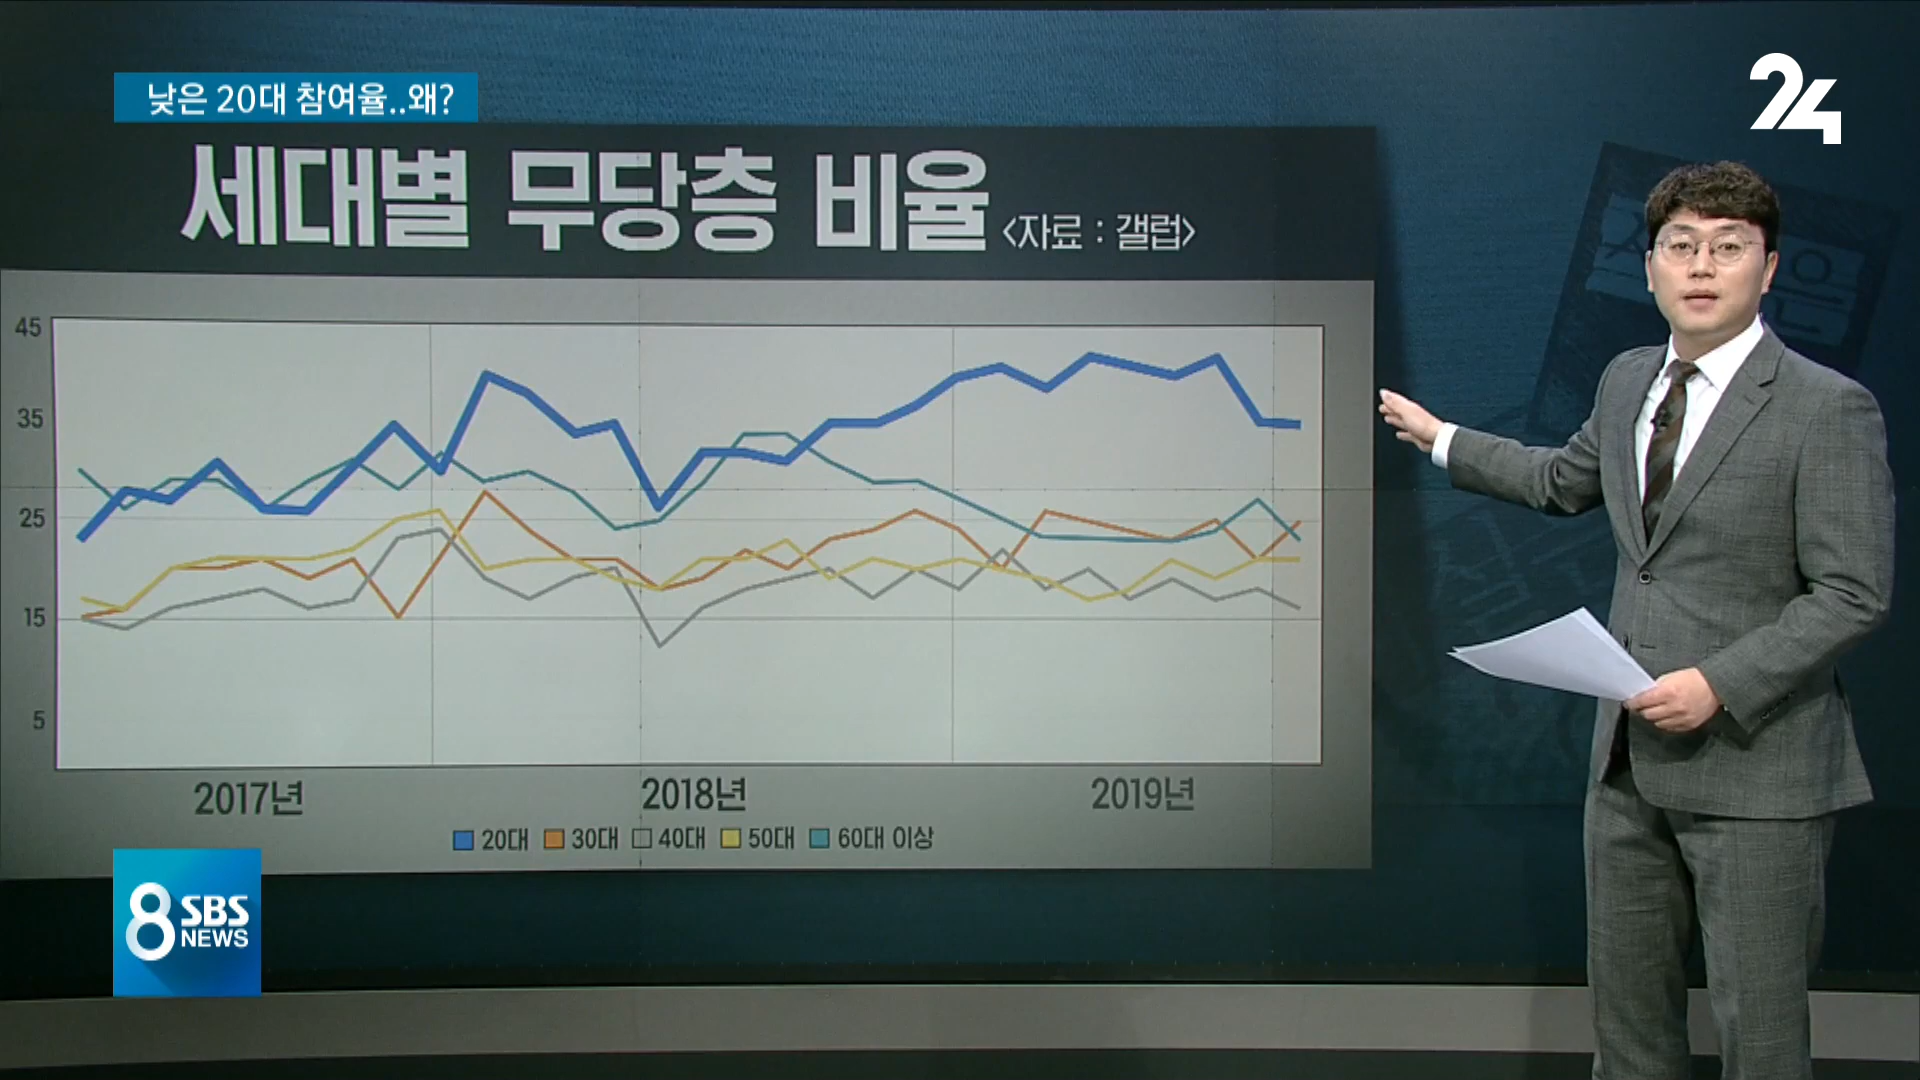 24
낮은 20대 참여율..왜?
세대별 무당층 비율 <자료 : 갤럽>
45
35
25
15
5
2017년 2018년 2019년
20대 30대 40대 50대 60대 이상
8 SBS
NEWS